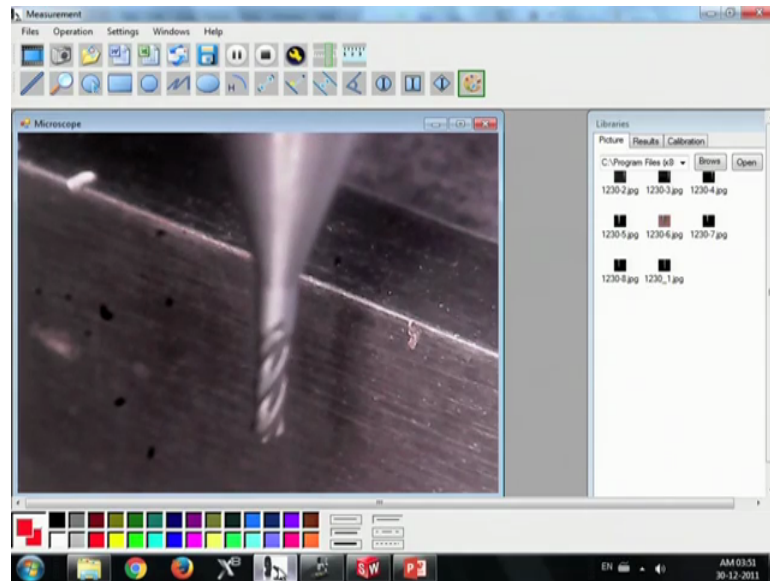 Measurement
Files Operation Settings Windows Help
Microscope
Libraries
Picture Results Calibration
C:\Program Files (x8 Brows Open
1230-2.jpg 1230-3.jpg 1230-4.jpg
1230-5.jpg 1230-6.jpg 1230-7.jpg
1230-8.jpg 1230_1.jpg
EN
AM 03:51
30-12-2011